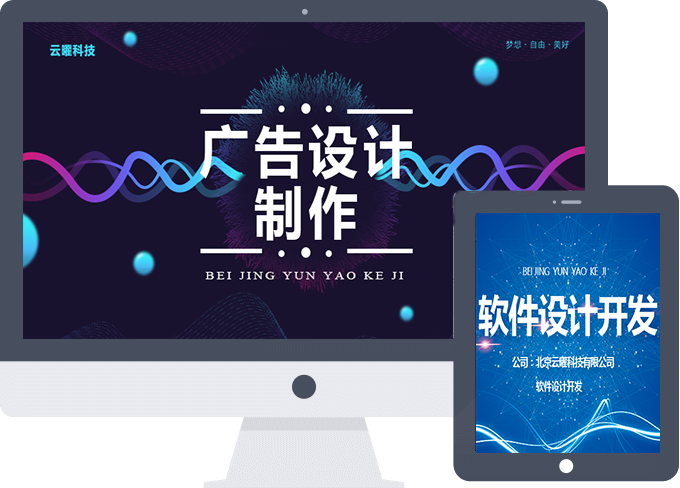 云曜科技
梦想·自由·美好
广告设计
制作
BEI JING YUN YAO KE JI
BEI JING YUN YAO KE JI
软件设计开发
公司：北京云曜科技有限公司
软件设计开发